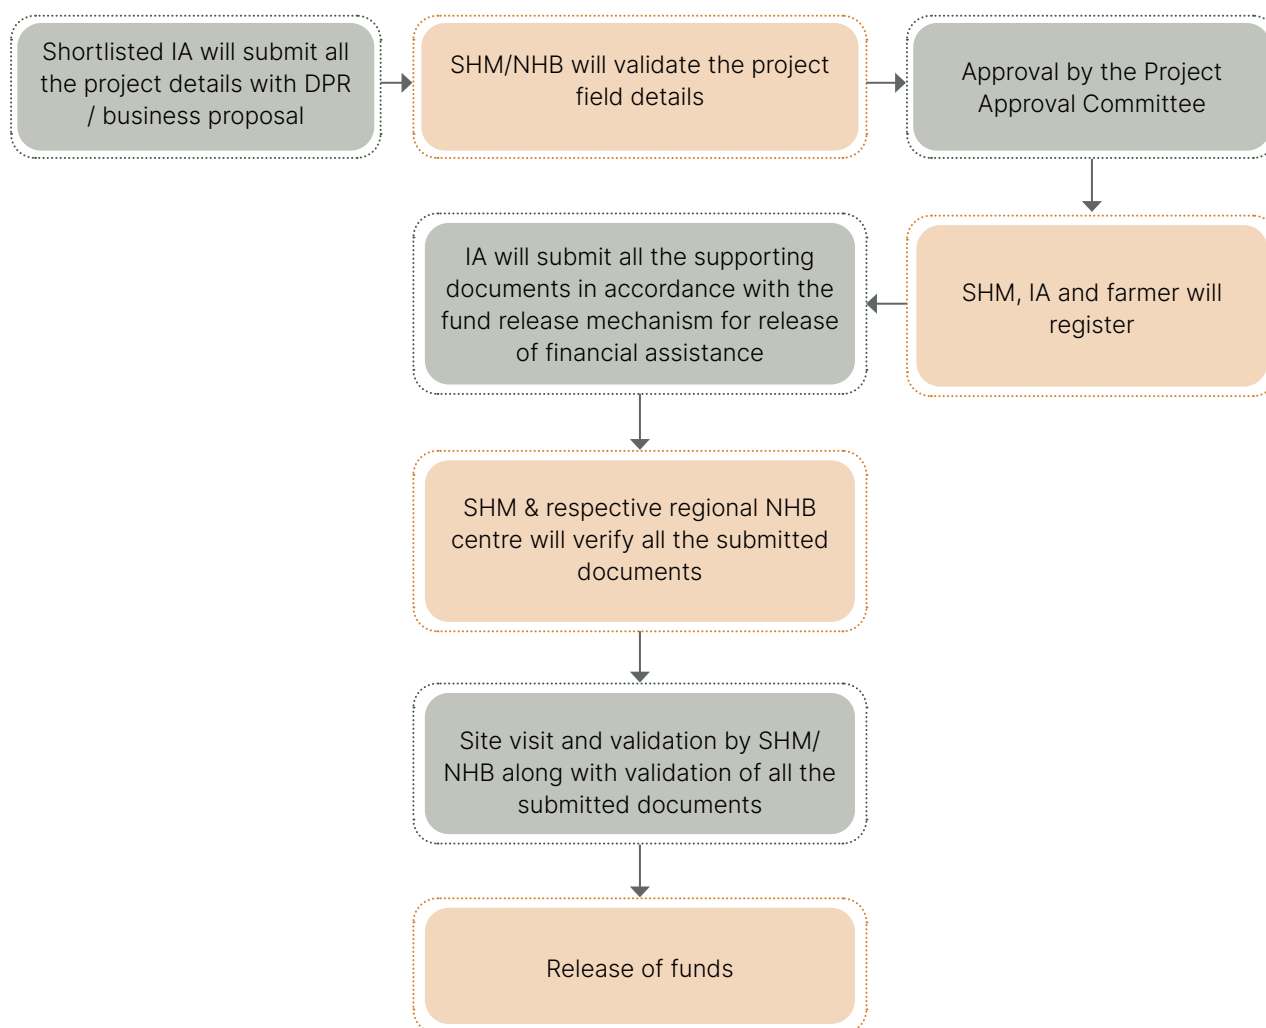 Shortlisted IA will submit all
the project details with DPR
/ business proposal
SHM/NHB will validate the project
field details
Approval by the Project
Approval Committee
SHM, IA and farmer will
register
IA will submit all the supporting
documents in accordance with the
fund release mechanism for release
of financial assistance
SHM & respective regional NHB
centre will verify all the submitted
documents
Site visit and validation by SHM/
NHB along with validation of all the
submitted documents
Release of funds